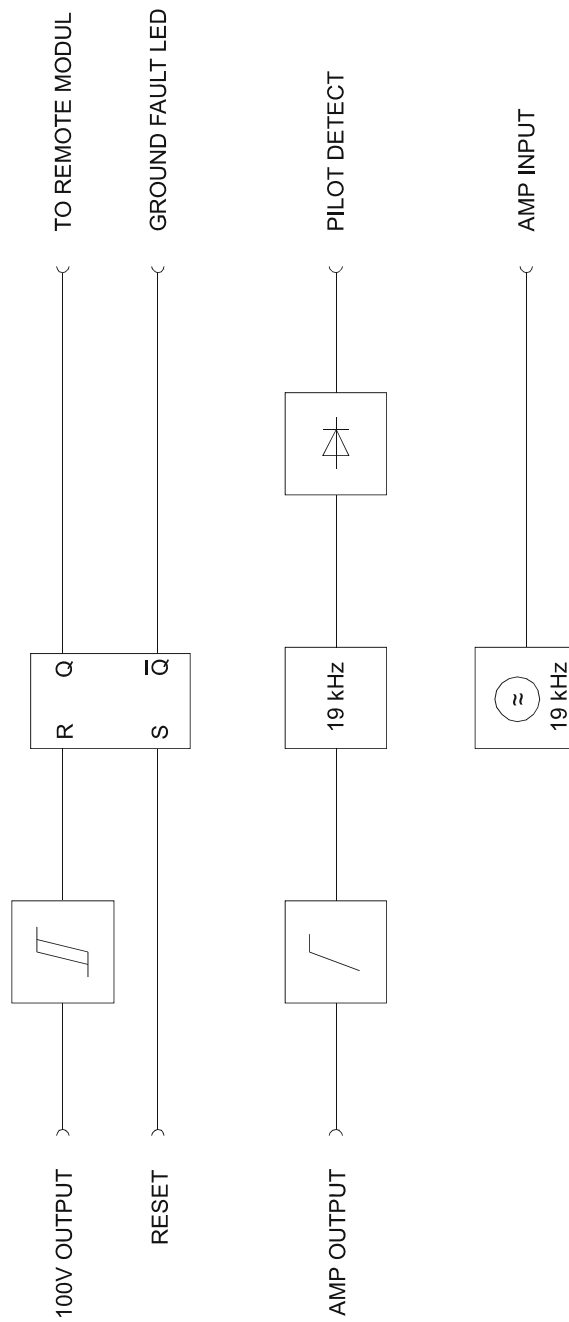 TO REMOTE MODUL
GROUND FAULT LED
PILOT DETECT
AMP INPUT
Q
Q
R
S
19 kHz
≈
19 kHz
100V OUTPUT
RESET
AMP OUTPUT